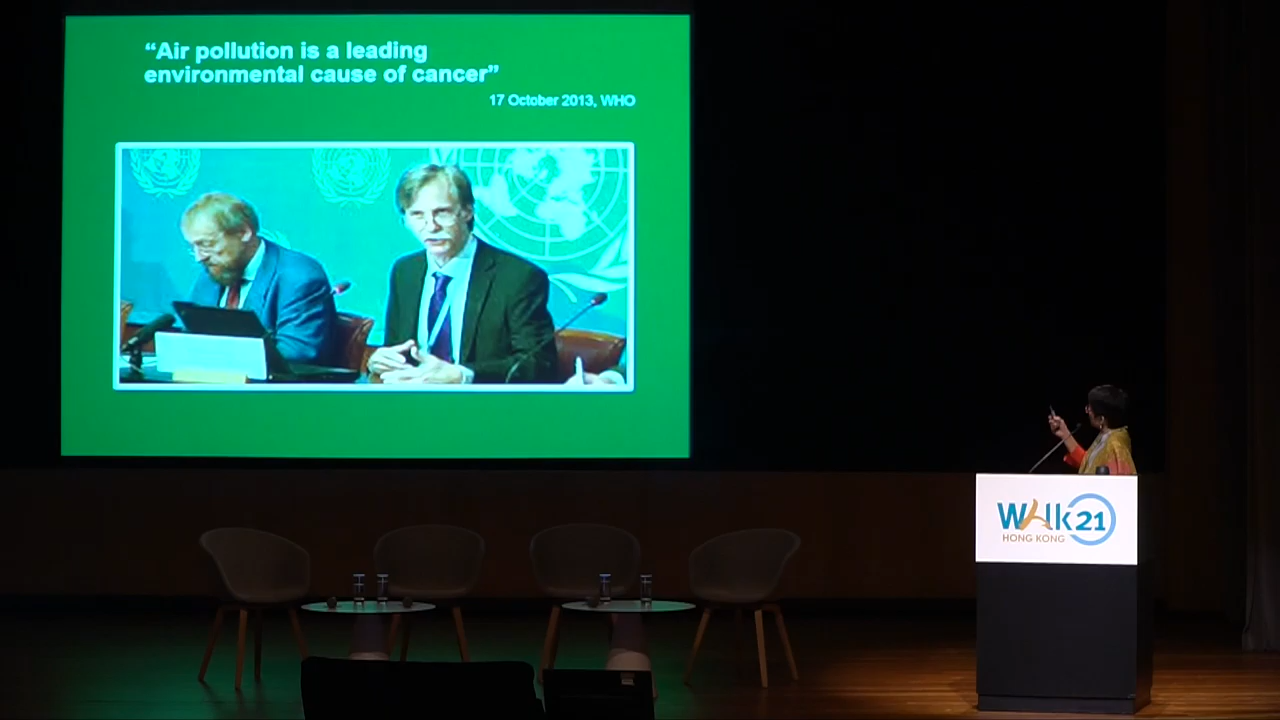 “Air pollution is a leading
environmental cause of cancer”
17 October 2013, WHO
Walk21
HONG KONG